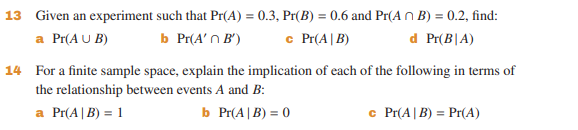 13 Given an experiment such that Pr(A) = 0.3, Pr(B) = 0.6 and Pr(A ∩ B) = 0.2, find:
a Pr(A ∪ B) b Pr(A′ ∩ B′) c Pr(A | B) d Pr(B | A)
14 For a finite sample space, explain the implication of each of the following in terms of
the relationship between events A and B:
a Pr(A | B) = 1 b Pr(A | B) = 0 c Pr(A | B) = Pr(A)